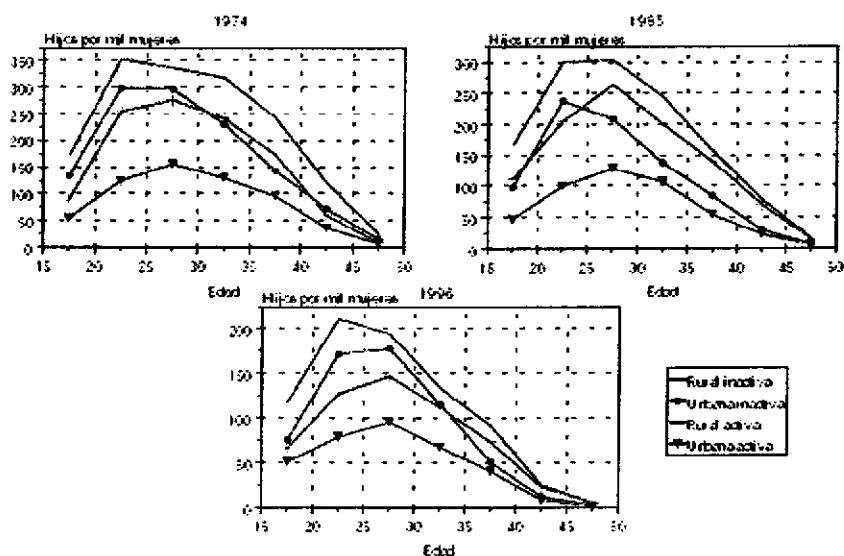 1974
Hijos por mil mujeres
350
300
250
200
150
100
50
0
15 20 25 30 35 40 45 50
Edad
1985
Hijos por mil mujeres
300
250
200
150
100
50
0
15 20 25 30 35 40 45 50
Edad
Hijos por mil mujeres 1996
200
150
100
50
0
15 20 25 30 35 40 45 50
Edad
Rural inactiva
Urbana inactiva
Rural activa
Urbana activa